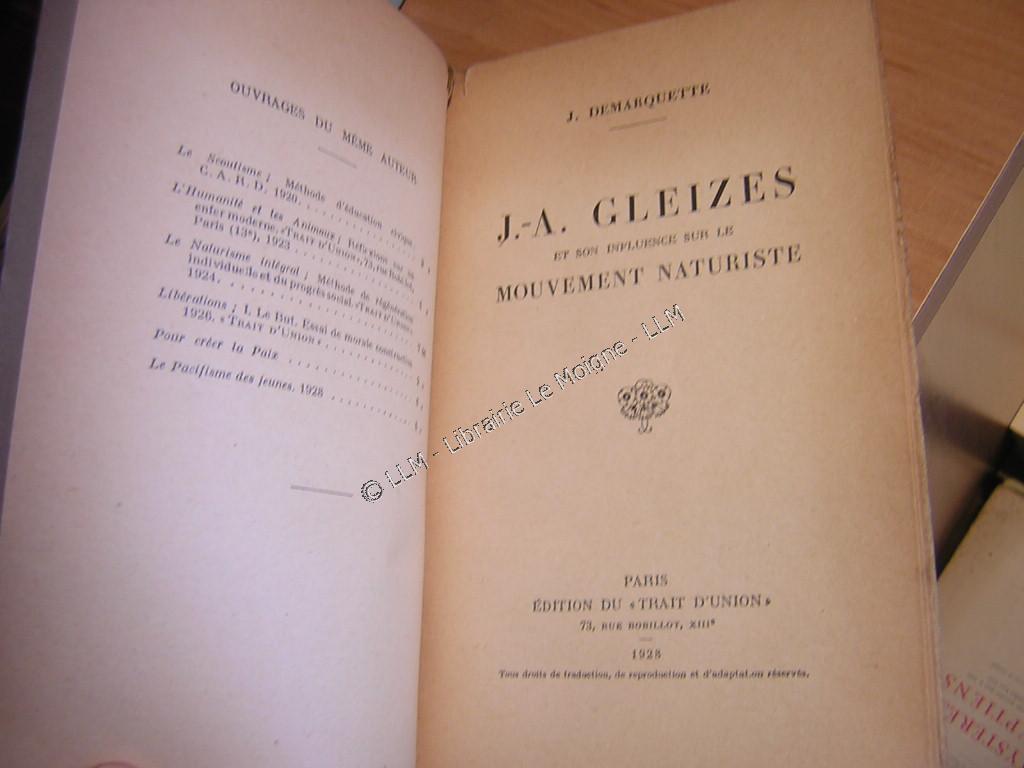 OUVRAGES DU MÊME AUTEUR
Le Scoutisme ; Méthode d'éducation civique,
C. A. R. D. 1920.
L'Humanité et les Animaux ; Réflexions sur un
enfer moderne, «TRAIT D'UNION», 73, rue
Paris (13e), 1923
Le Naturisme intégral ; Méthode de régénération
individuelle et du progrès social. «TRAIT D'UNION»
1924.
Libérations ; I. Le But. Essai de morale constructive
1926. «TRAIT D'UNION»
Pour créer la Paix
Le Pacifisme des jeunes. 1928
J. DEMARQUETTE
J.-A. GLEIZES
ET SON INFLUENCE SUR LE
MOUVEMENT NATURISTE
PARIS
ÉDITION DU «TRAIT D'UNION»
73, RUE BOBILLOT, XIIIe
1928
Tous droits de traduction, de reproduction et d'adaptation réservés.
© LLM - Librairie Le Moigne - LLM